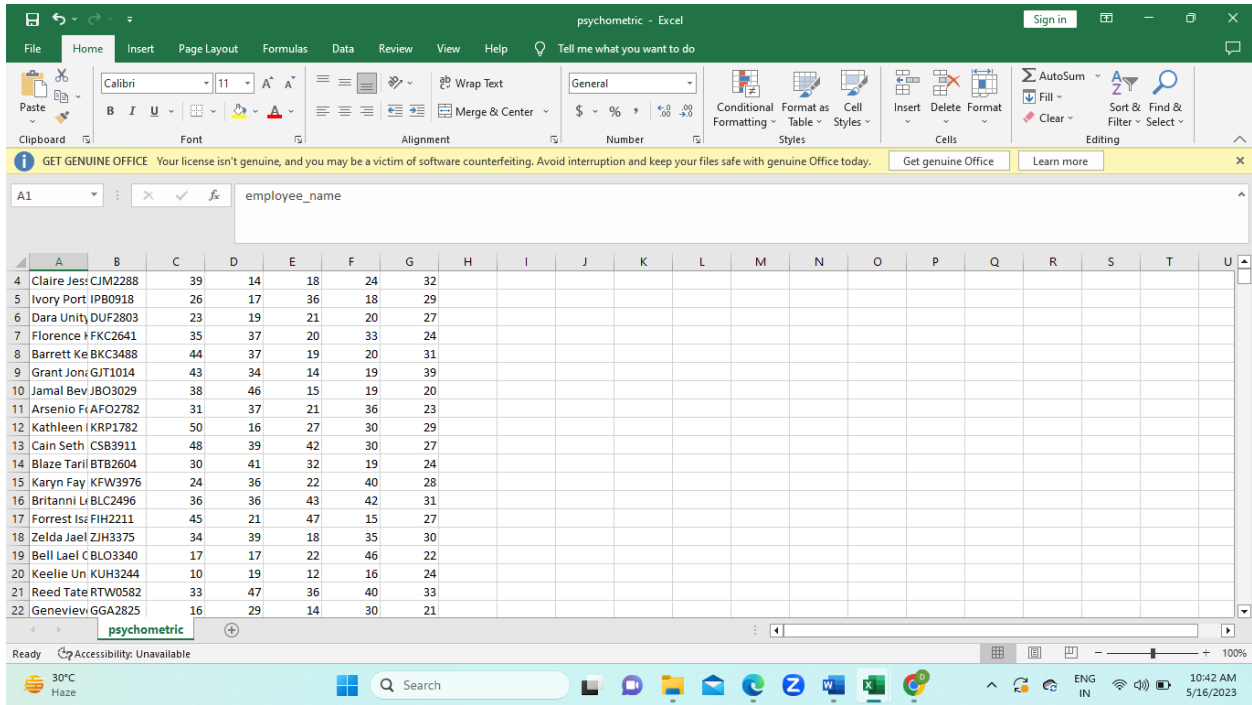 psychometric - Excel Sign in
File Home Insert Page Layout Formulas Data Review View Help Tell me what you want to do
Paste Calibri 11 A A ab Wrap Text General Conditional Formatting Format as Table Cell Styles Insert Delete Format AutoSum Fill Clear Sort & Filter Find & Select
B I U A Merge & Center $ % , .00 .00
Clipboard Font Alignment Number Styles Cells Editing
GET GENUINE OFFICE Your license isn't genuine, and you may be a victim of software counterfeiting. Avoid interruption and keep your files safe with genuine Office today. Get genuine Office Learn more
A1 fx employee_name
A B C D E F G H I J K L M N O P Q R S T U
4 Claire Jess CJM2288 39 14 18 24 32
5 Ivory Port IPB0918 26 17 36 18 29
6 Dara Unity DUF2803 23 19 21 20 27
7 Florence FKC2641 35 37 20 33 24
8 Barrett Ke BKC3488 44 37 19 20 31
9 Grant Jona GJT1014 43 34 14 19 39
10 Jamal Bev JBO3029 38 46 15 19 20
11 Arsenio Fo AFO2782 31 37 21 36 23
12 Kathleen KRP1782 50 16 27 30 29
13 Cain Seth CSB3911 48 39 42 30 27
14 Blaze Tari BTB2604 30 41 32 19 24
15 Karyn Fay KFW3976 24 36 22 40 28
16 Britanni Le BLC2496 36 36 43 42 31
17 Forrest Isa FIH2211 45 21 47 15 27
18 Zelda Jael ZJH3375 34 39 18 35 30
19 Bell Lael BLO3340 17 17 22 46 22
20 Keelie Un KUH3244 10 19 12 16 24
21 Reed Tate RTW0582 33 47 36 40 33
22 Genevieve GGA2825 16 29 14 30 21
psychometric
Ready Accessibility: Unavailable 100%
30°C
Haze
Search
ENG
IN
10:42 AM
5/16/2023